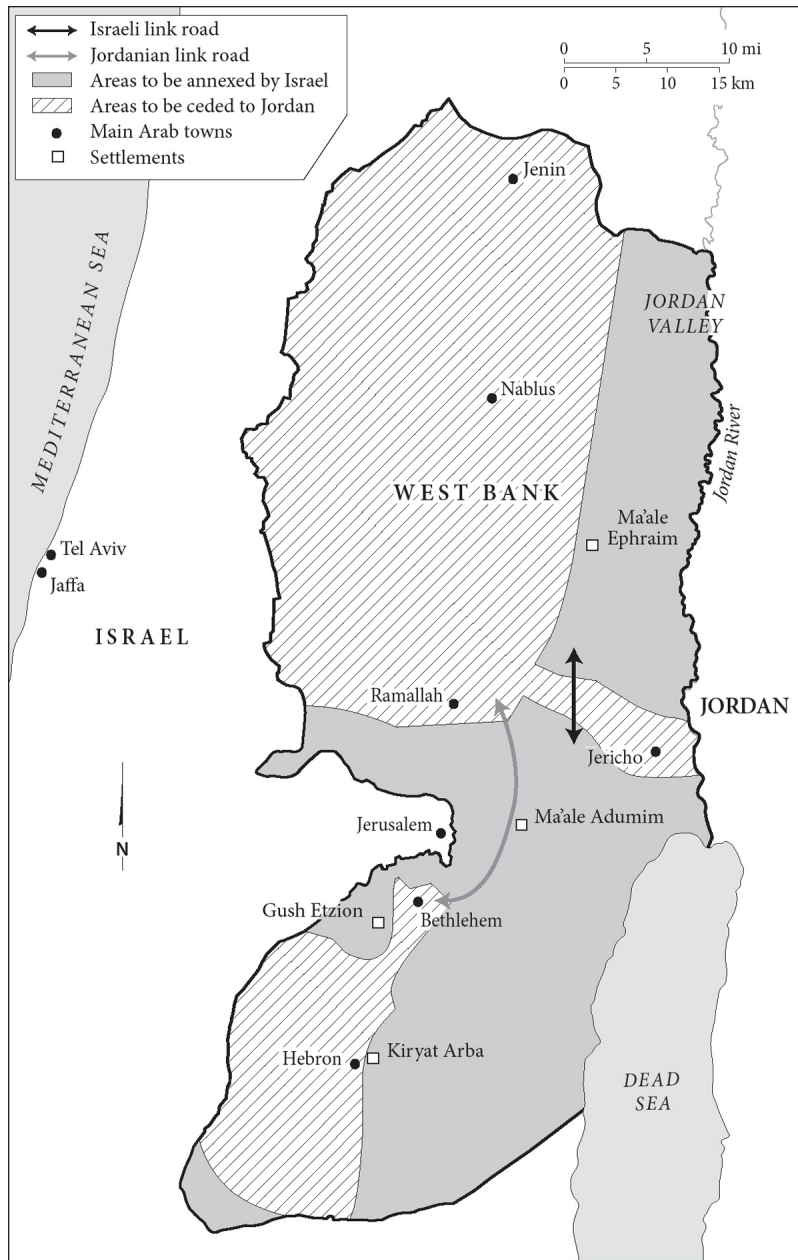 Israeli link road
Jordanian link road
Areas to be annexed by Israel
Areas to be ceded to Jordan
Main Arab towns
Settlements
0 5 10 mi
0 5 10 15 km
Jenin
MEDITERRANEAN SEA
JORDAN
VALLEY
Nablus
Jordan River
WEST BANK
Ma'ale
Ephraim
Tel Aviv
Jaffa
ISRAEL
Ramallah
JORDAN
Jericho
Jerusalem
Ma'ale Adumim
N
Gush Etzion
Bethlehem
Hebron
Kiryat Arba
DEAD
SEA